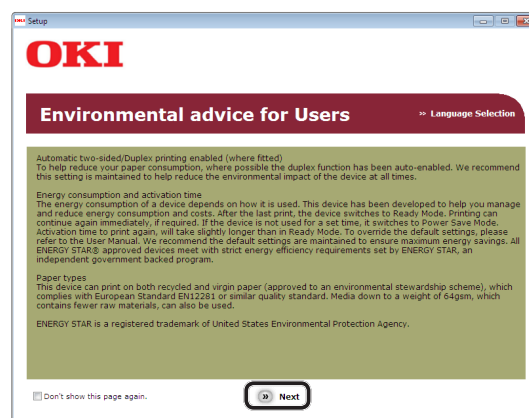 OKI Setup
OKI
Environmental advice for Users
» Language Selection
Automatic two-sided/Duplex printing enabled (where fitted)
To help reduce your paper consumption, where possible the duplex function has been auto-enabled. We recommend
this setting is maintained to help reduce the environmental impact of the device at all times.
Energy consumption and activation time
The energy consumption of a device depends on how it is used. This device has been developed to help you manage
and reduce energy consumption and costs. After the last print, the device switches to Ready Mode. Printing can
continue again immediately, if required. If the device is not used for a set time, it switches to Power Save Mode.
Activation time to print again, will take slightly longer than in Ready Mode. To override the default settings, please
refer to the User Manual. We recommend the default settings are maintained to ensure maximum energy savings. All
ENERGY STAR® approved devices meet with strict energy efficiency requirements set by ENERGY STAR, an
independent government backed program.
Paper types
This device can print on both recycled and virgin paper (approved to an environmental stewardship scheme), which
complies with European Standard EN12281 or similar quality standard. Media down to a weight of 64gsm, which
contains fewer raw materials, can also be used.
ENERGY STAR is a registered trademark of United States Environmental Protection Agency.
Don't show this page again.
» Next